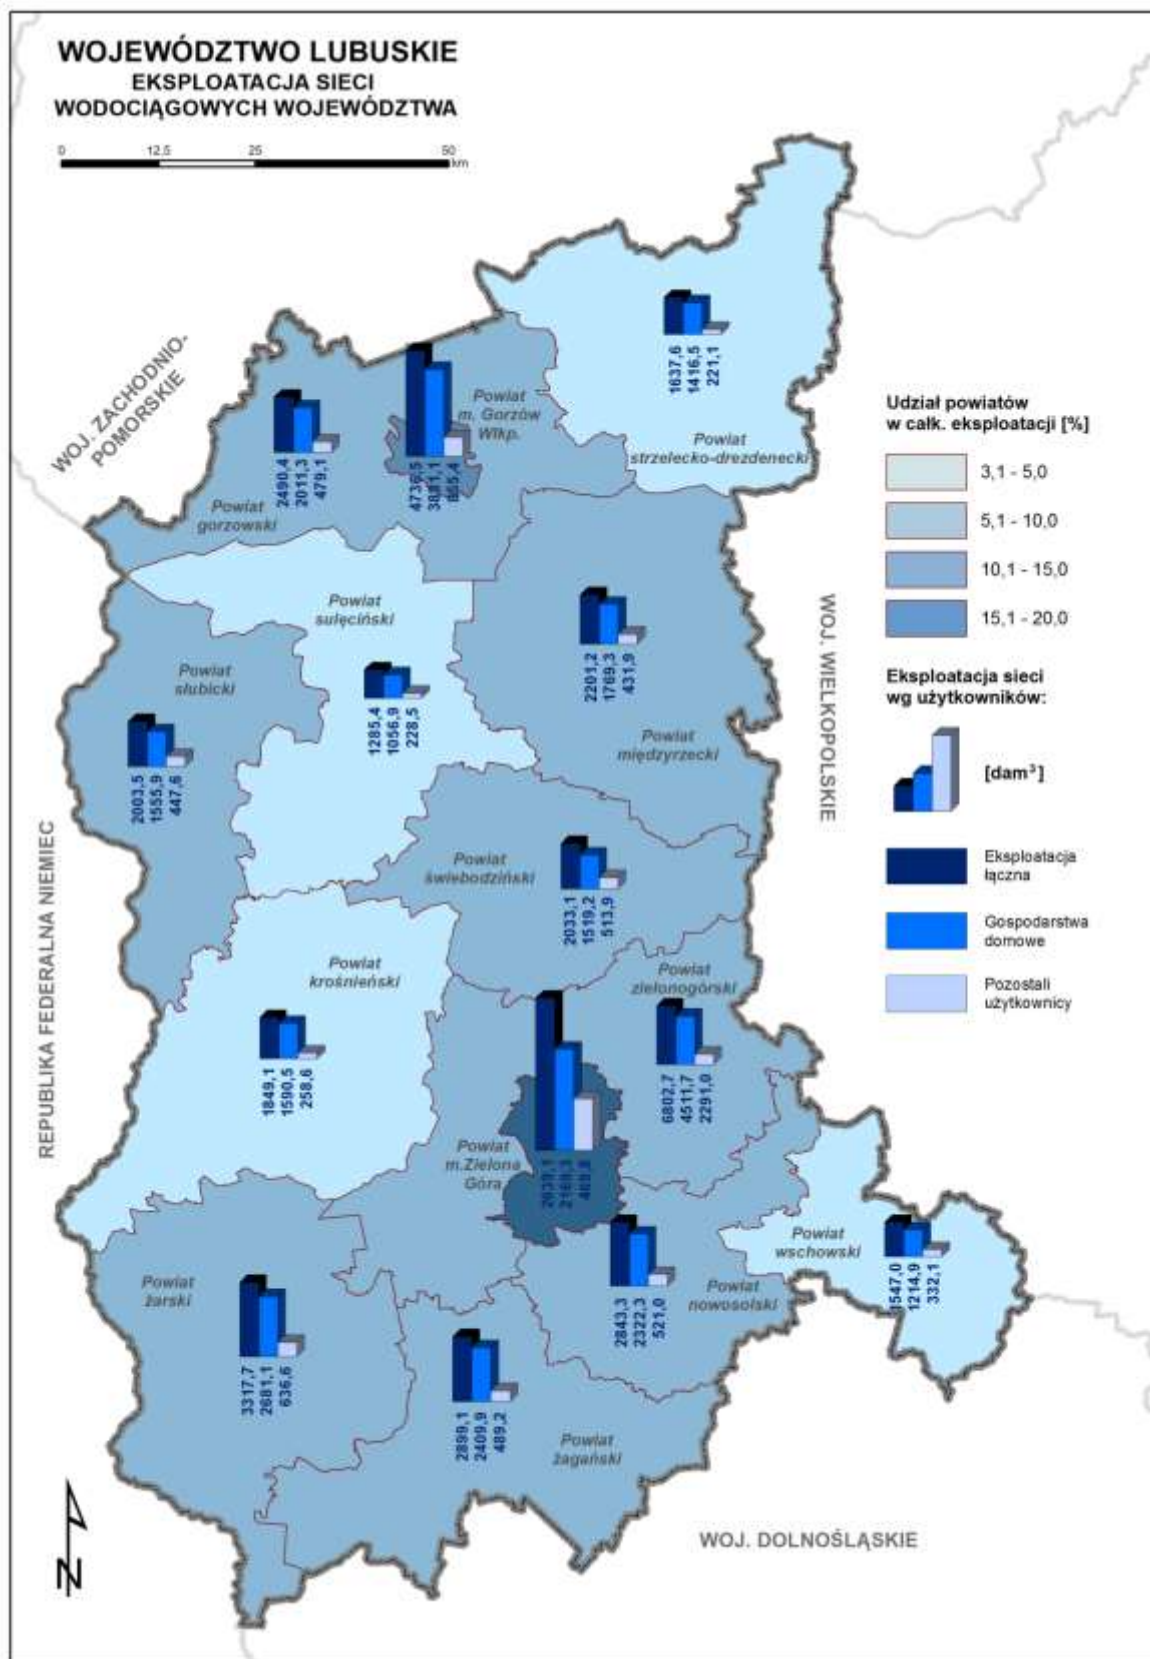 WOJEWÓDZTWO LUBUSKIE
EKSPLOATACJA SIECI
WODOCIĄGOWYCH WOJEWÓDZTWA
0 12,5 25 50
km
WOJ. ZACHODNIO-
POMORSKIE
1637,6
1416,5
221,1
Powiat
strzelecko-drezdenecki
Powiat
m. Gorzów
Wlkp.
2490,4
2011,3
479,1
4736,5
3881,1
855,4
Powiat
gorzowski
Powiat
sulęciński
1285,4
1056,9
228,5
2201,2
1769,3
431,9
Powiat
międzyrzecki
Powiat
słubicki
2003,5
1555,9
447,6
Powiat
świebodziński
2033,1
1519,2
513,9
Powiat
krośnieński
1849,1
1590,5
258,6
Powiat
zielonogórski
6802,7
4511,7
2291,0
Powiat
m.Zielona
Góra
469,8
Powiat
wschowski
1547,0
1214,9
332,1
Powiat
nowosolski
2843,3
2322,3
521,0
Powiat
żarski
3317,7
2681,1
636,6
2899,1
2409,9
489,2
Powiat
żagański
REPUBLIKA FEDERALNA NIEMIEC
WOJ. WIELKOPOLSKIE
WOJ. DOLNOŚLĄSKIE
N
Udział powiatów
w całk. eksploatacji [%]
3,1 - 5,0
5,1 - 10,0
10,1 - 15,0
15,1 - 20,0
Eksploatacja sieci
wg użytkowników:
[dam³]
Eksploatacja
łączna
Gospodarstwa
domowe
Pozostali
użytkownicy